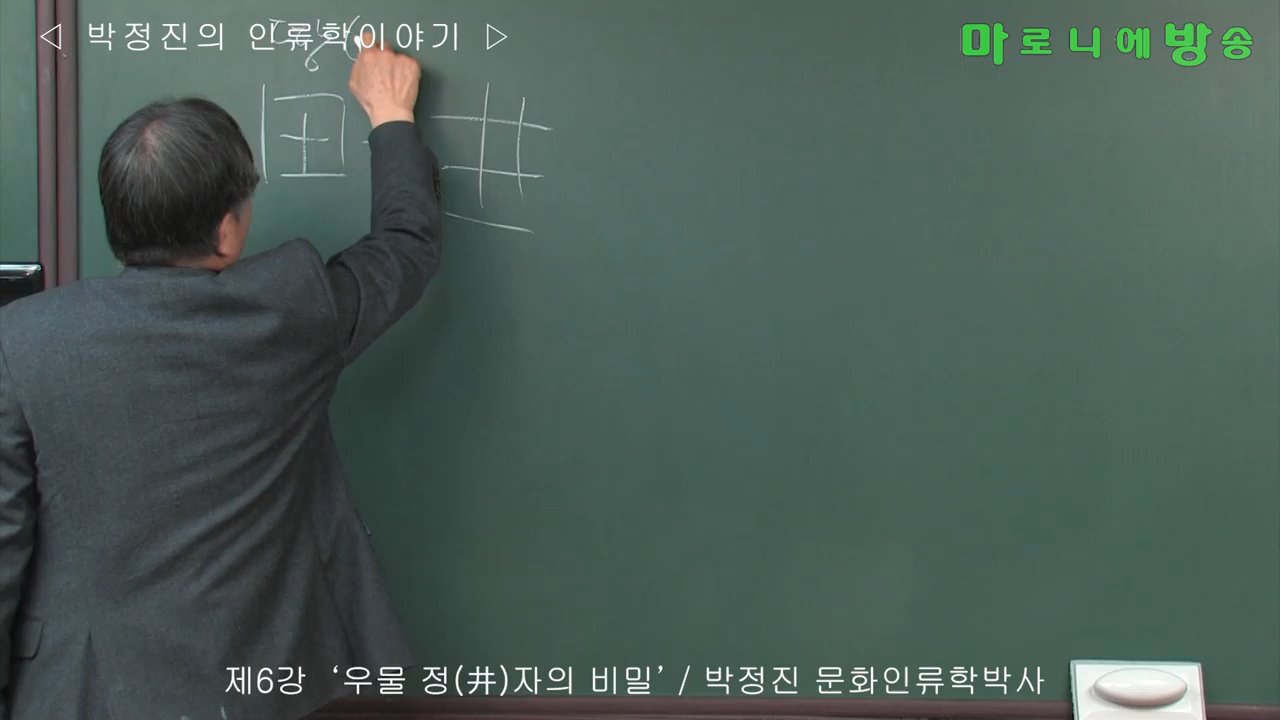 ◁ 박정진의 인류학이야기 ▷
마로니에방송
田 井
제6강 ‘우물 정(井)자의 비밀’ / 박정진 문화인류학박사